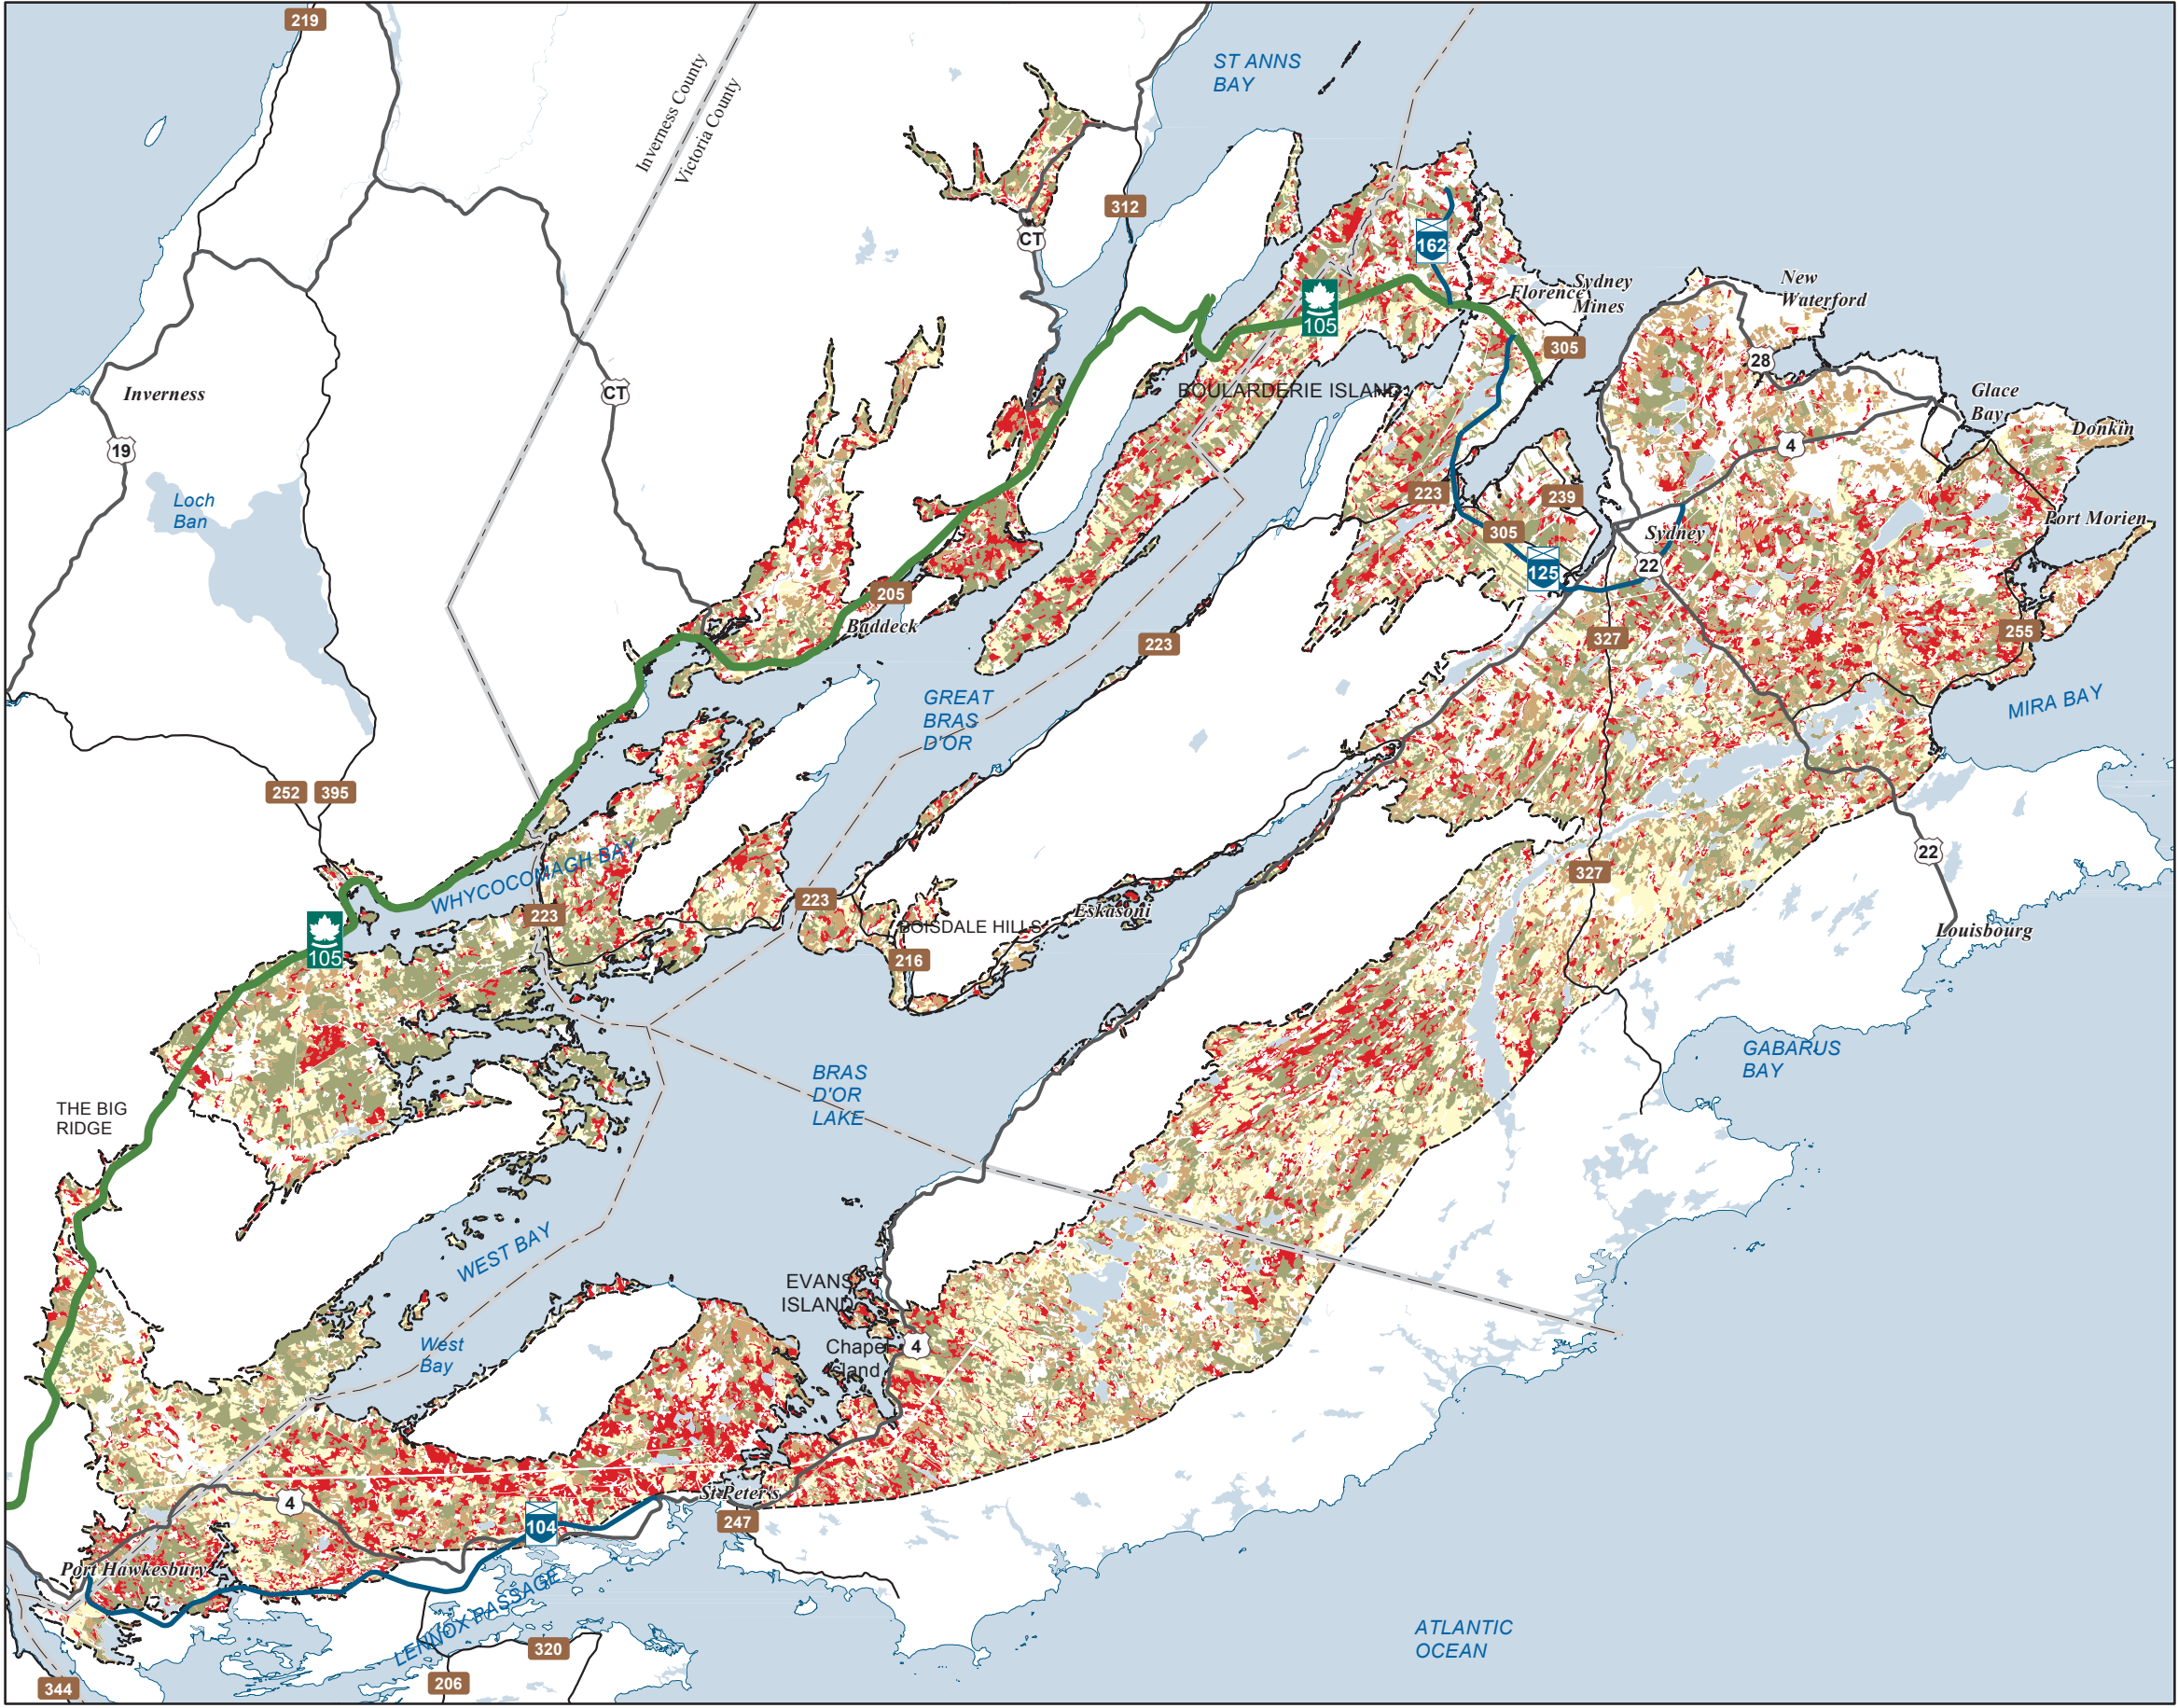 219
ST ANNS
BAY
Inverness County
Victoria County
312
CT
162
105
Florence
Sydney
Mines
New
Waterford
305
28
Inverness
CT
BOULARDERIE ISLAND
Glace
Bay
Donkin
19
4
Loch
Ban
223
239
305
Sydney
Port Morien
125
22
205
Baddeck
223
327
255
GREAT
BRAS
D'OR
MIRA BAY
252
395
WHYCOCOMAGH BAY
22
327
223
223
Eskasoni
BOISDALE HILLS
216
Louisbourg
105
GABARUS
BAY
BRAS
D'OR
LAKE
THE BIG
RIDGE
WEST BAY
EVANS
ISLAND
West
Bay
Chapel
Island
4
St Peter's
4
104
247
Port Hawkesbury
LENNOX PASSAGE
ATLANTIC
OCEAN
320
206
344